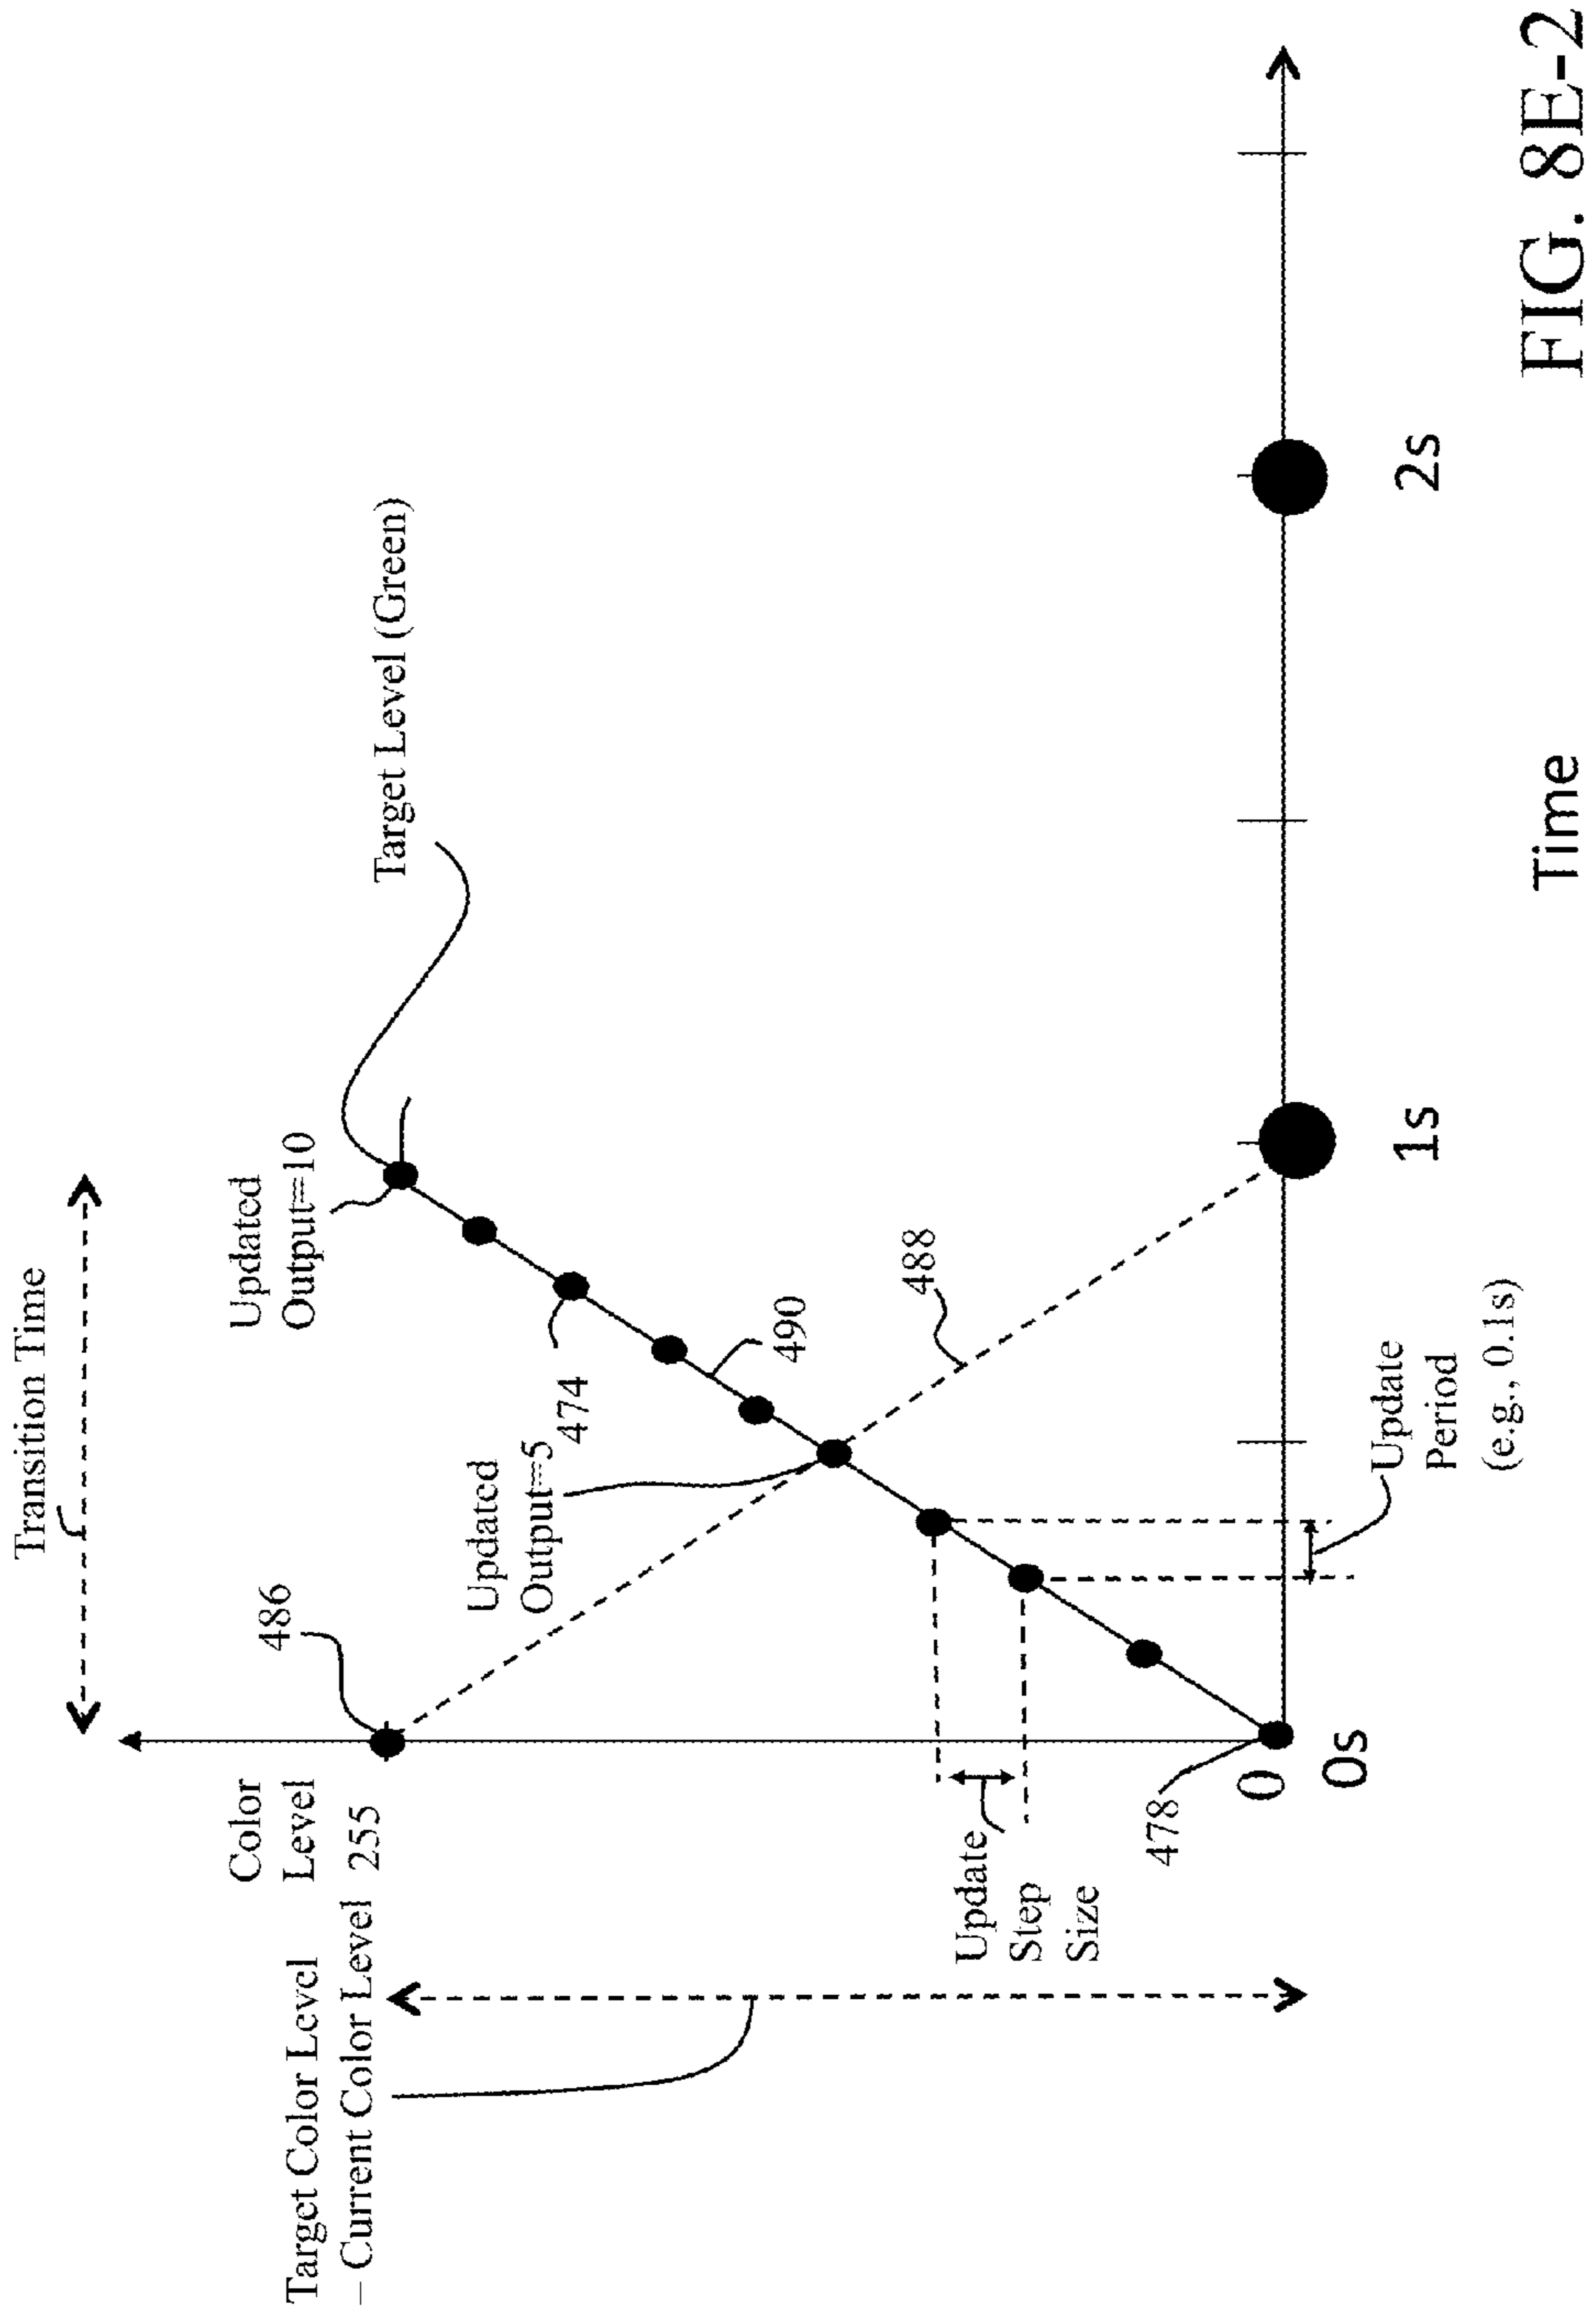 Transition Time
Color
Level
255
Target Color Level
– Current Color Level
486
Updated
Output=10
Target Level (Green)
Updated
Output=5
474
490
488
Update
Step
Size
478
0
0s
Update
Period
(e.g., 0.1s)
1s
2s
Time
FIG. 8E-2